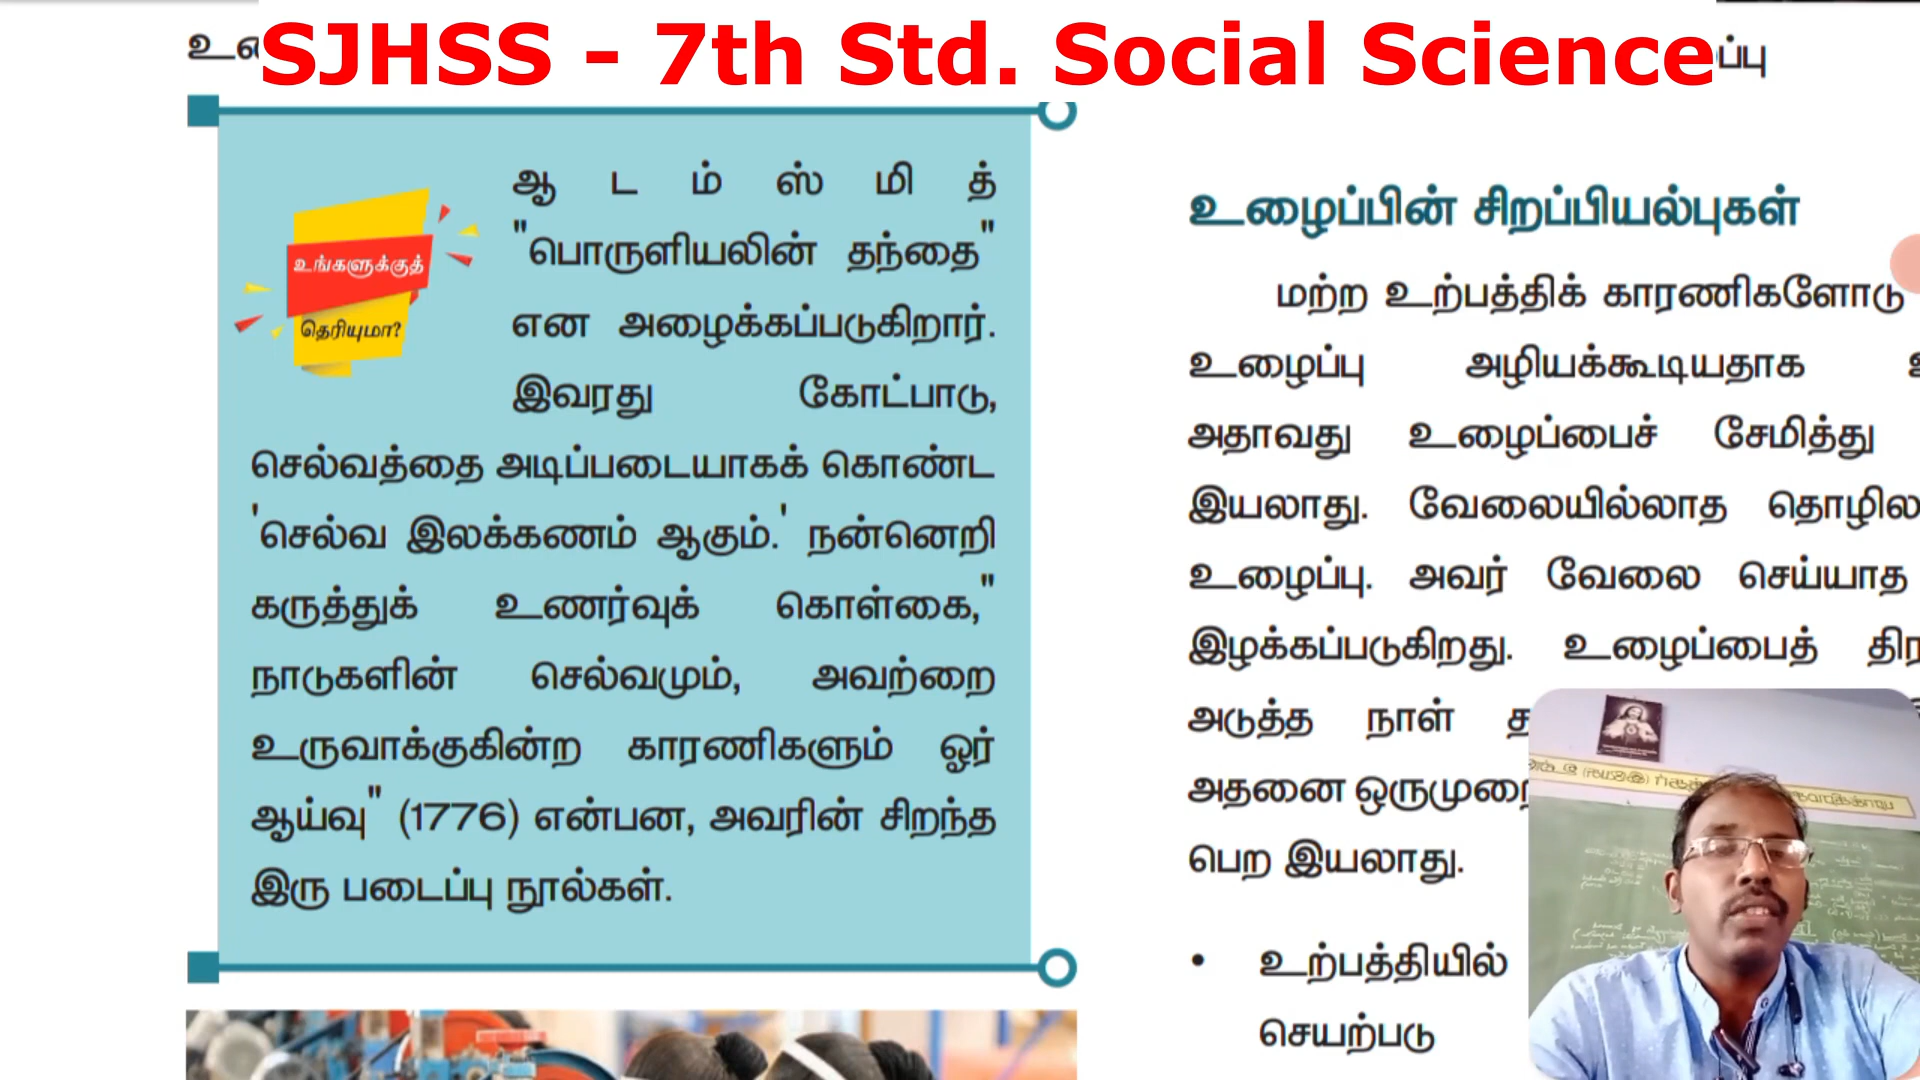 SJHSS - 7th Std. Social Science
ப்பு
உங்களுக்குத்
தெரியுமா?
ஆ ட ம் ஸ் மி த்
"பொருளியலின் தந்தை"
என அழைக்கப்படுகிறார்.
இவரது கோட்பாடு,
செல்வத்தை அடிப்படையாகக் கொண்ட
'செல்வ இலக்கணம் ஆகும்.' நன்னெறி
கருத்துக் உணர்வுக் கொள்கை,"
நாடுகளின் செல்வமும், அவற்றை
உருவாக்குகின்ற காரணிகளும் ஓர்
ஆய்வு" (1776) என்பன, அவரின் சிறந்த
இரு படைப்பு நூல்கள்.
உழைப்பின் சிறப்பியல்புகள்
மற்ற உற்பத்திக் காரணிகளோடு
உழைப்பு அழியக்கூடியதாக
அதாவது உழைப்பைச் சேமித்து
இயலாது. வேலையில்லாத
உழைப்பு. அவர் வேலை செய்யாத
இழக்கப்படுகிறது. உழைப்பைத்
அடுத்த நாள்
அதனை ஒருமுறை
பெற இயலாது.
• உற்பத்தியில்
செயற்படு